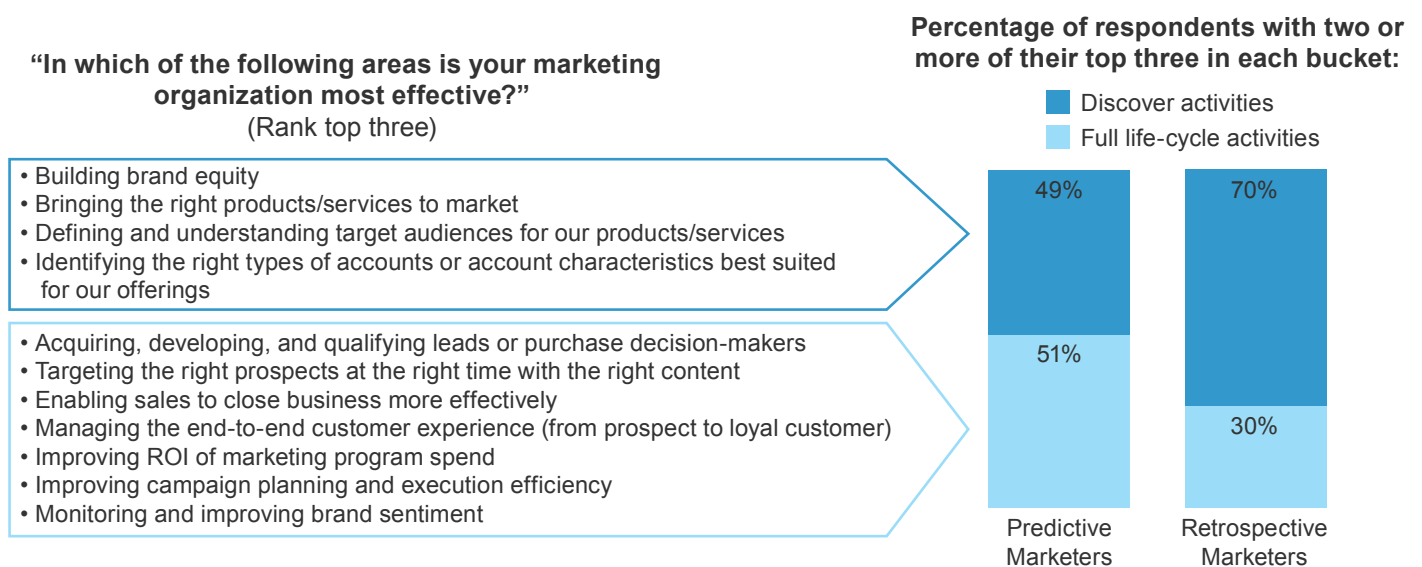 “In which of the following areas is your marketing
organization most effective?”
(Rank top three)
• Building brand equity
• Bringing the right products/services to market
• Defining and understanding target audiences for our products/services
• Identifying the right types of accounts or account characteristics best suited
for our offerings
• Acquiring, developing, and qualifying leads or purchase decision-makers
• Targeting the right prospects at the right time with the right content
• Enabling sales to close business more effectively
• Managing the end-to-end customer experience (from prospect to loyal customer)
• Improving ROI of marketing program spend
• Improving campaign planning and execution efficiency
• Monitoring and improving brand sentiment
Percentage of respondents with two or
more of their top three in each bucket:
Discover activities
Full life-cycle activities
49%
70%
51%
30%
Predictive
Marketers
Retrospective
Marketers